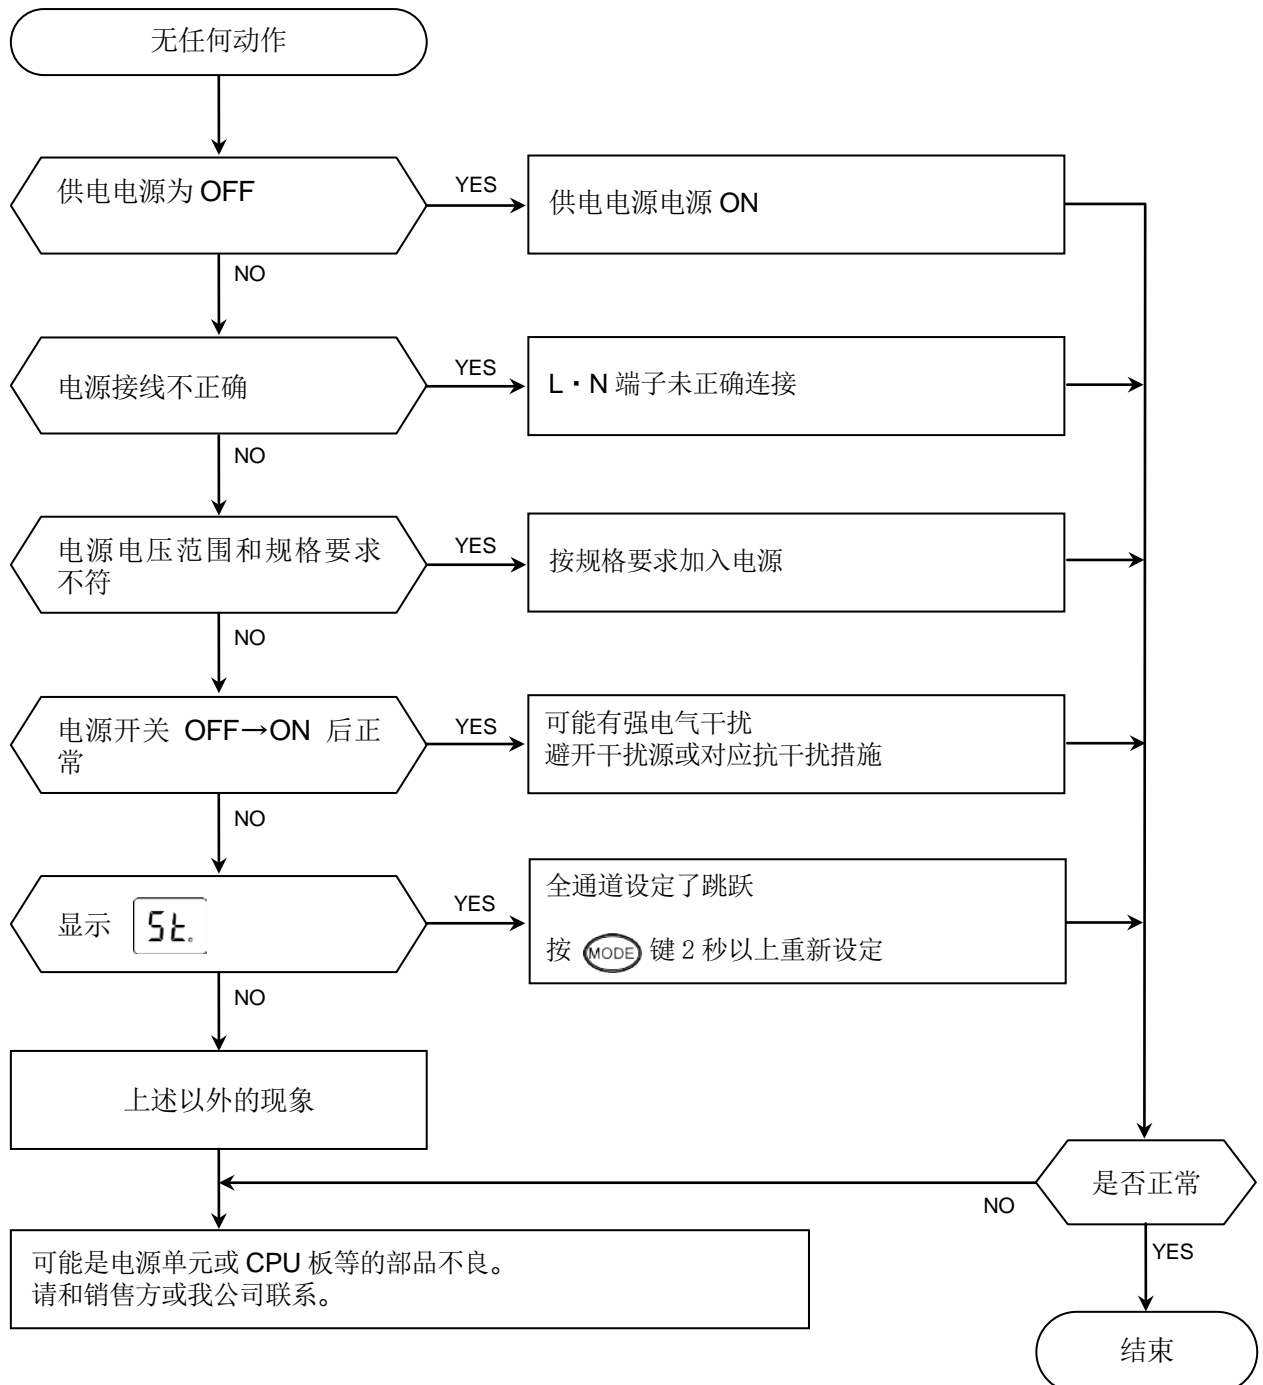 无任何动作
供电电源为 OFF
YES
供电电源电源 ON
NO
电源接线不正确
YES
L・N 端子未正确连接
NO
电源电压范围和规格要求
不符
YES
按规格要求加入电源
NO
电源开关 OFF→ON 后正
常
YES
可能有强电气干扰
避开干扰源或对应抗干扰措施
NO
显示 St.
YES
全通道设定了跳跃
按 MODE 键 2 秒以上重新设定
NO
上述以外的现象
是否正常
NO
YES
可能是电源单元或 CPU 板等的部品不良。
请和销售方或我公司联系。
结束